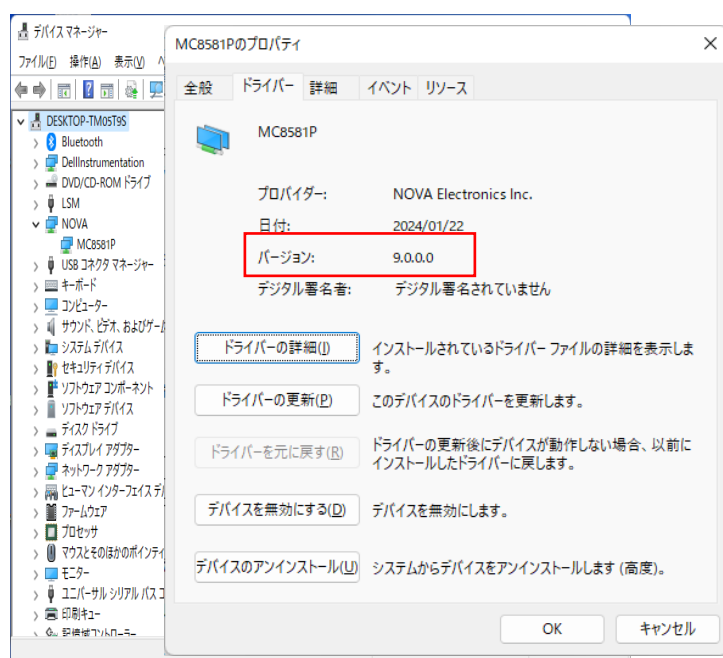 デバイス マネージャー
ファイル(F) 操作(A) 表示(V) ヘ
DESKTOP-TM05T9S
Bluetooth
DellInstrumentation
DVD/CD-ROM ドライブ
LSM
NOVA
MC8581P
USB コネクタ マネージャー
キーボード
コンピューター
サウンド、ビデオ、およびゲーム
システム デバイス
セキュリティ デバイス
ソフトウェア コンポーネント
ソフトウェア デバイス
ディスク ドライブ
ディスプレイ アダプター
ネットワーク アダプター
ヒューマン インターフェイス デ
ファームウェア
プロセッサ
マウスとそのほかのポインティ
モニター
ユニバーサル シリアル バス コ
印刷キュー
記憶域コントローラー
MC8581Pのプロパティ
全般 ドライバー 詳細 イベント リソース
MC8581P
プロバイダー: NOVA Electronics Inc.
日付: 2024/01/22
バージョン: 9.0.0.0
デジタル署名者: デジタル署名されていません
ドライバーの詳細(I) インストールされているドライバー ファイルの詳細を表示しま
す。
ドライバーの更新(P) このデバイスのドライバーを更新します。
ドライバーを元に戻す(R) ドライバーの更新後にデバイスが動作しない場合、以前に
インストールしたドライバーに戻します。
デバイスを無効にする(D) デバイスを無効にします。
デバイスのアンインストール(U) システムからデバイスをアンインストールします (高度)。
OK キャンセル